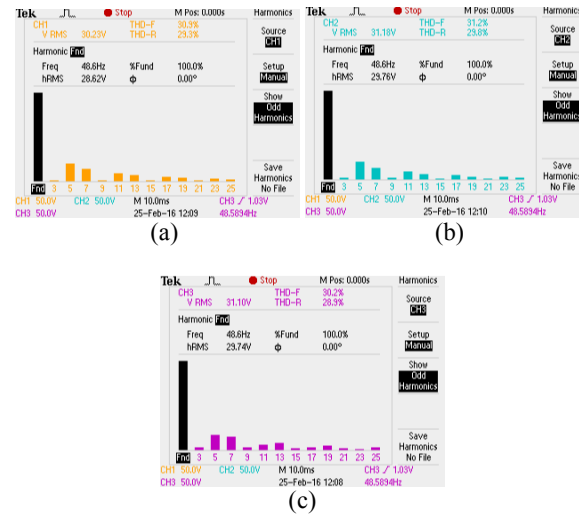 Tek Stop M Pos: 0.000s Harmonics
CH1 THD-F 30.9%
V RMS 30.23V THD-R 29.3%
Source
CH1
Harmonic Fnd
Freq 48.6Hz %Fund 100.0%
hRMS 28.62V ϕ 0.00°
Setup
Manual
Show
Odd
Harmonics
Save
Harmonics
No File
Fnd 3 5 7 9 11 13 15 17 19 21 23 25
CH1 50.0V CH2 50.0V M 10.0ms CH3 / 1.03V
CH3 50.0V 25-Feb-16 12:09 48.5894Hz
(a)
Tek Stop M Pos: 0.000s Harmonics
CH2 THD-F 31.2%
V RMS 31.18V THD-R 29.8%
Source
CH2
Harmonic Fnd
Freq 48.6Hz %Fund 100.0%
hRMS 29.76V ϕ 0.00°
Setup
Manual
Show
Odd
Harmonics
Save
Harmonics
No File
Fnd 3 5 7 9 11 13 15 17 19 21 23 25
CH1 50.0V CH2 50.0V M 10.0ms CH3 / 1.03V
CH3 50.0V 25-Feb-16 12:10 48.5894Hz
(b)
Tek Stop M Pos: 0.000s Harmonics
CH3 THD-F 30.2%
V RMS 31.10V THD-R 28.9%
Source
CH3
Harmonic Fnd
Freq 48.6Hz %Fund 100.0%
hRMS 29.74V ϕ 0.00°
Setup
Manual
Show
Odd
Harmonics
Save
Harmonics
No File
Fnd 3 5 7 9 11 13 15 17 19 21 23 25
CH1 50.0V CH2 50.0V M 10.0ms CH3 / 1.03V
CH3 50.0V 25-Feb-16 12:08 48.5894Hz
(c)